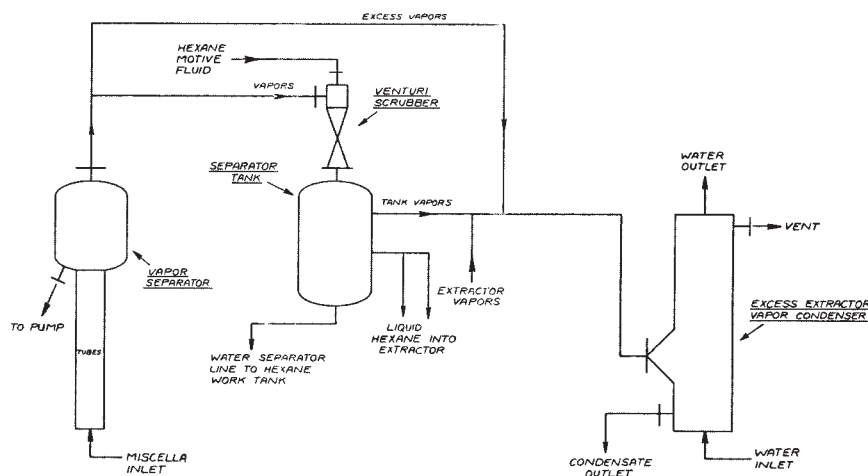 EXCESS VAPORS
HEXANE
MOTIVE
FLUID
VAPORS
VENTURI
SCRUBBER
SEPARATOR
TANK
WATER
OUTLET
TANK VAPORS
VENT
VAPOR
SEPARATOR
EXTRACTOR
VAPORS
EXCESS EXTRACTOR
VAPOR CONDENSER
TO PUMP
LIQUID
HEXANE INTO
EXTRACTOR
TUBES
WATER SEPARATOR
LINE TO HEXANE
WORK TANK
MISCELLA
INLET
CONDENSATE
OUTLET
WATER
INLET